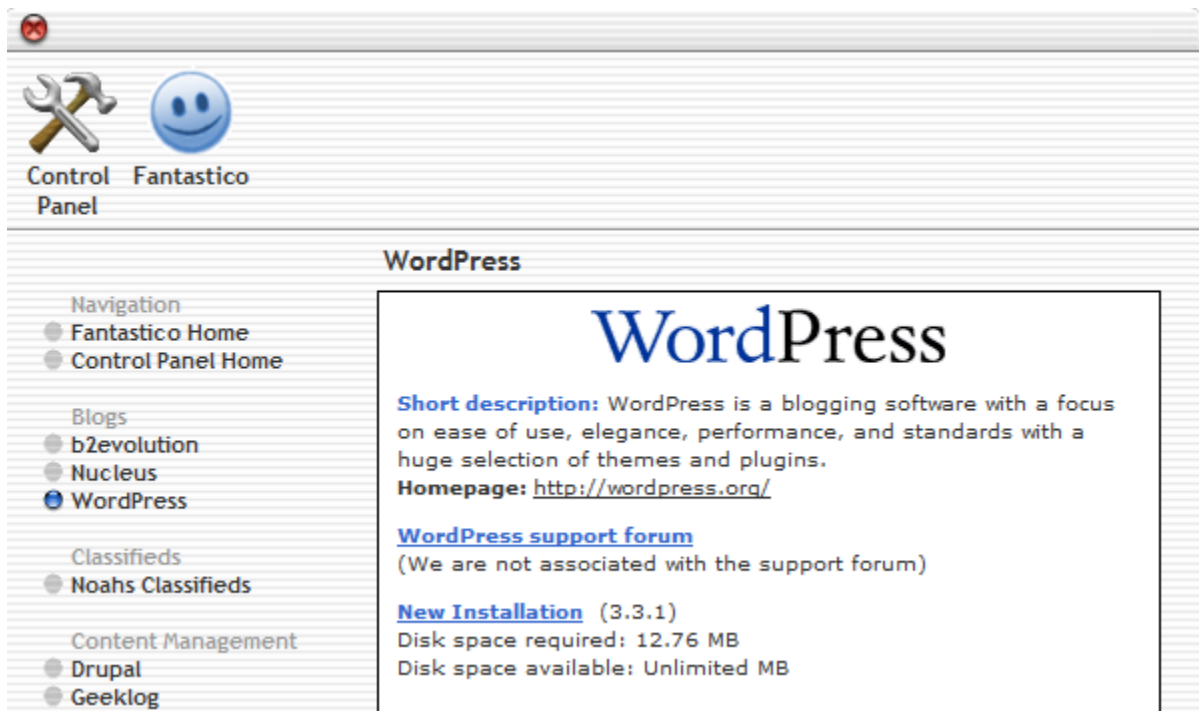 Control Panel
Fantastico
WordPress
Navigation
Fantastico Home
Control Panel Home
Blogs
b2evolution
Nucleus
WordPress
Classifieds
Noahs Classifieds
Content Management
Drupal
Geeklog
WordPress
Short description: WordPress is a blogging software with a focus
on ease of use, elegance, performance, and standards with a
huge selection of themes and plugins.
Homepage: http://wordpress.org/
WordPress support forum
(We are not associated with the support forum)
New Installation (3.3.1)
Disk space required: 12.76 MB
Disk space available: Unlimited MB